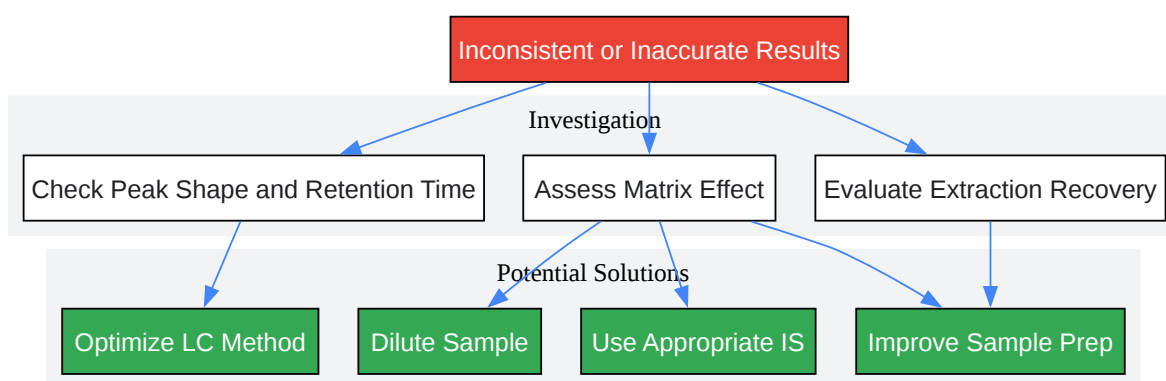 Inconsistent or Inaccurate Results
Investigation
Check Peak Shape and Retention Time
Assess Matrix Effect
Evaluate Extraction Recovery
Potential Solutions
Optimize LC Method
Dilute Sample
Use Appropriate IS
Improve Sample Prep